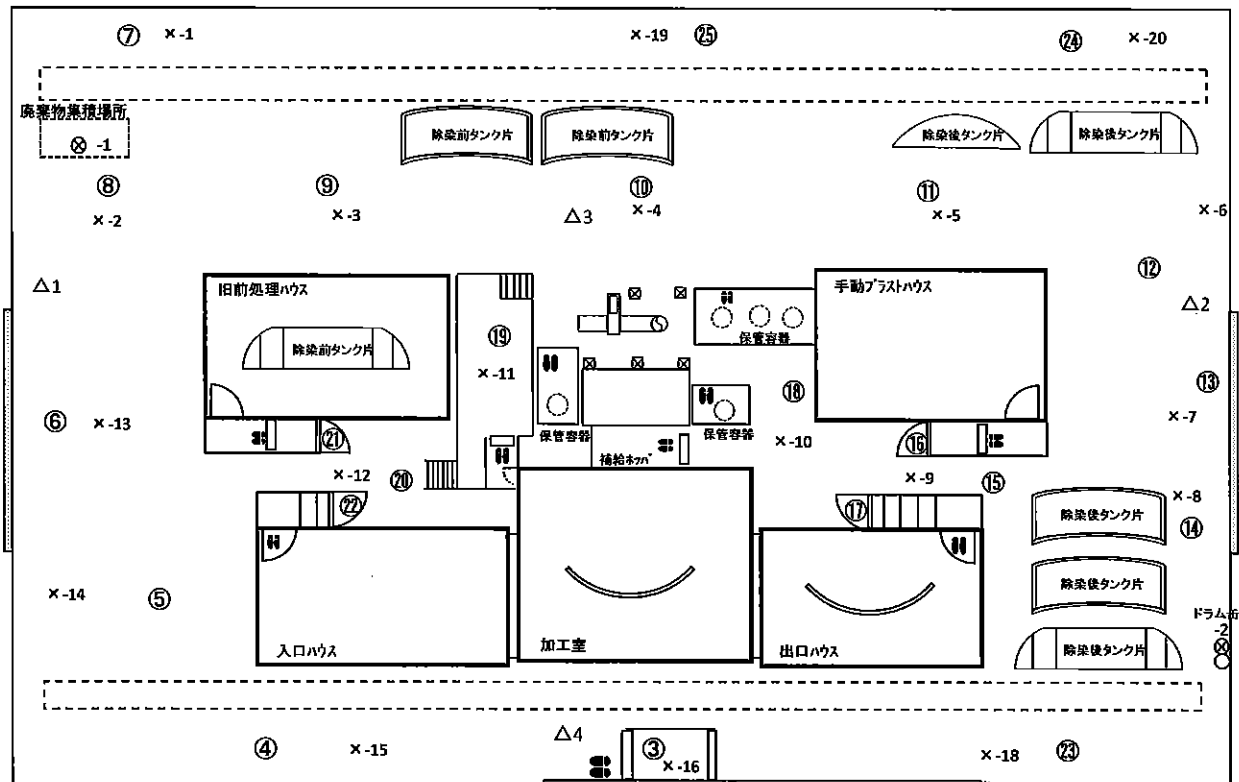 ⑦ ×-1 ×-19 ㉕ ㉔ ×-20
廃棄物集積場所
⊗ -1
除染前タンク片 除染前タンク片 除染後タンク片 除染後タンク片
⑧ ⑨ ⑩ ⑪
×-2 ×-3 △3 ×-4 ×-5 ×-6
⑫
△1 旧前処理ハウス 手動ブラストハウス △2
⑲ 保管容器
除染前タンク片
×-11 ⑱ ⑬
⑥ ×-13 ㉑ 保管容器 保管容器 ×-10 ⑯ ×-7
補給ホッパ
×-12 ⑳ ×-9 ⑮
㉒ ⑰ ×-8
除染後タンク片 ⑭
×-14 ⑤ 除染後タンク片
ドラム缶
-2
入口ハウス 加工室 出口ハウス 除染後タンク片
④ ×-15 △4 ③ ×-16 ×-18 ㉓